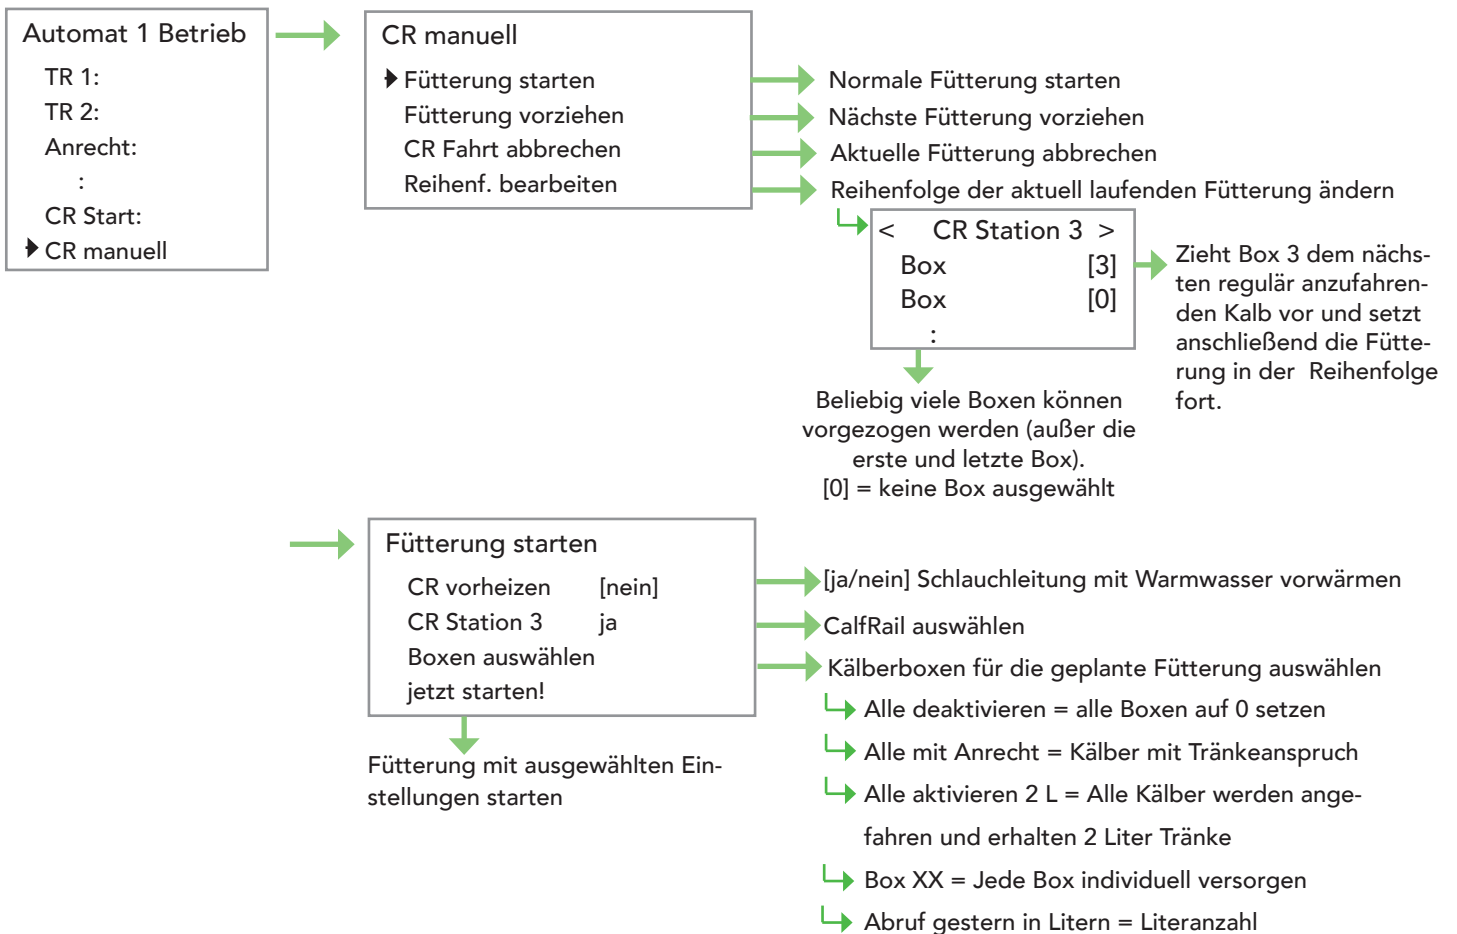 Automat 1 Betrieb
TR 1:
TR 2:
Anrecht:
:
CR Start:
CR manuell
CR manuell
Fütterung starten
Fütterung vorziehen
CR Fahrt abbrechen
Reihenf. bearbeiten
Normale Fütterung starten
Nächste Fütterung vorziehen
Aktuelle Fütterung abbrechen
Reihenfolge der aktuell laufenden Fütterung ändern
< CR Station 3 >
Box [3]
Box [0]
:
Zieht Box 3 dem nächs-
ten regulär anzufahren-
den Kalb vor und setzt
anschließend die Fütte-
rung in der Reihenfolge
fort.
Beliebig viele Boxen können
vorgezogen werden (außer die
erste und letzte Box).
[0] = keine Box ausgewählt
Fütterung starten
CR vorheizen [nein]
CR Station 3 ja
Boxen auswählen
jetzt starten!
[ja/nein] Schlauchleitung mit Warmwasser vorwärmen
CalfRail auswählen
Kälberboxen für die geplante Fütterung auswählen
Alle deaktivieren = alle Boxen auf 0 setzen
Alle mit Anrecht = Kälber mit Tränkeanspruch
Alle aktivieren 2 L = Alle Kälber werden ange-
fahren und erhalten 2 Liter Tränke
Box XX = Jede Box individuell versorgen
Abruf gestern in Litern = Literanzahl
Fütterung mit ausgewählten Ein-
stellungen starten